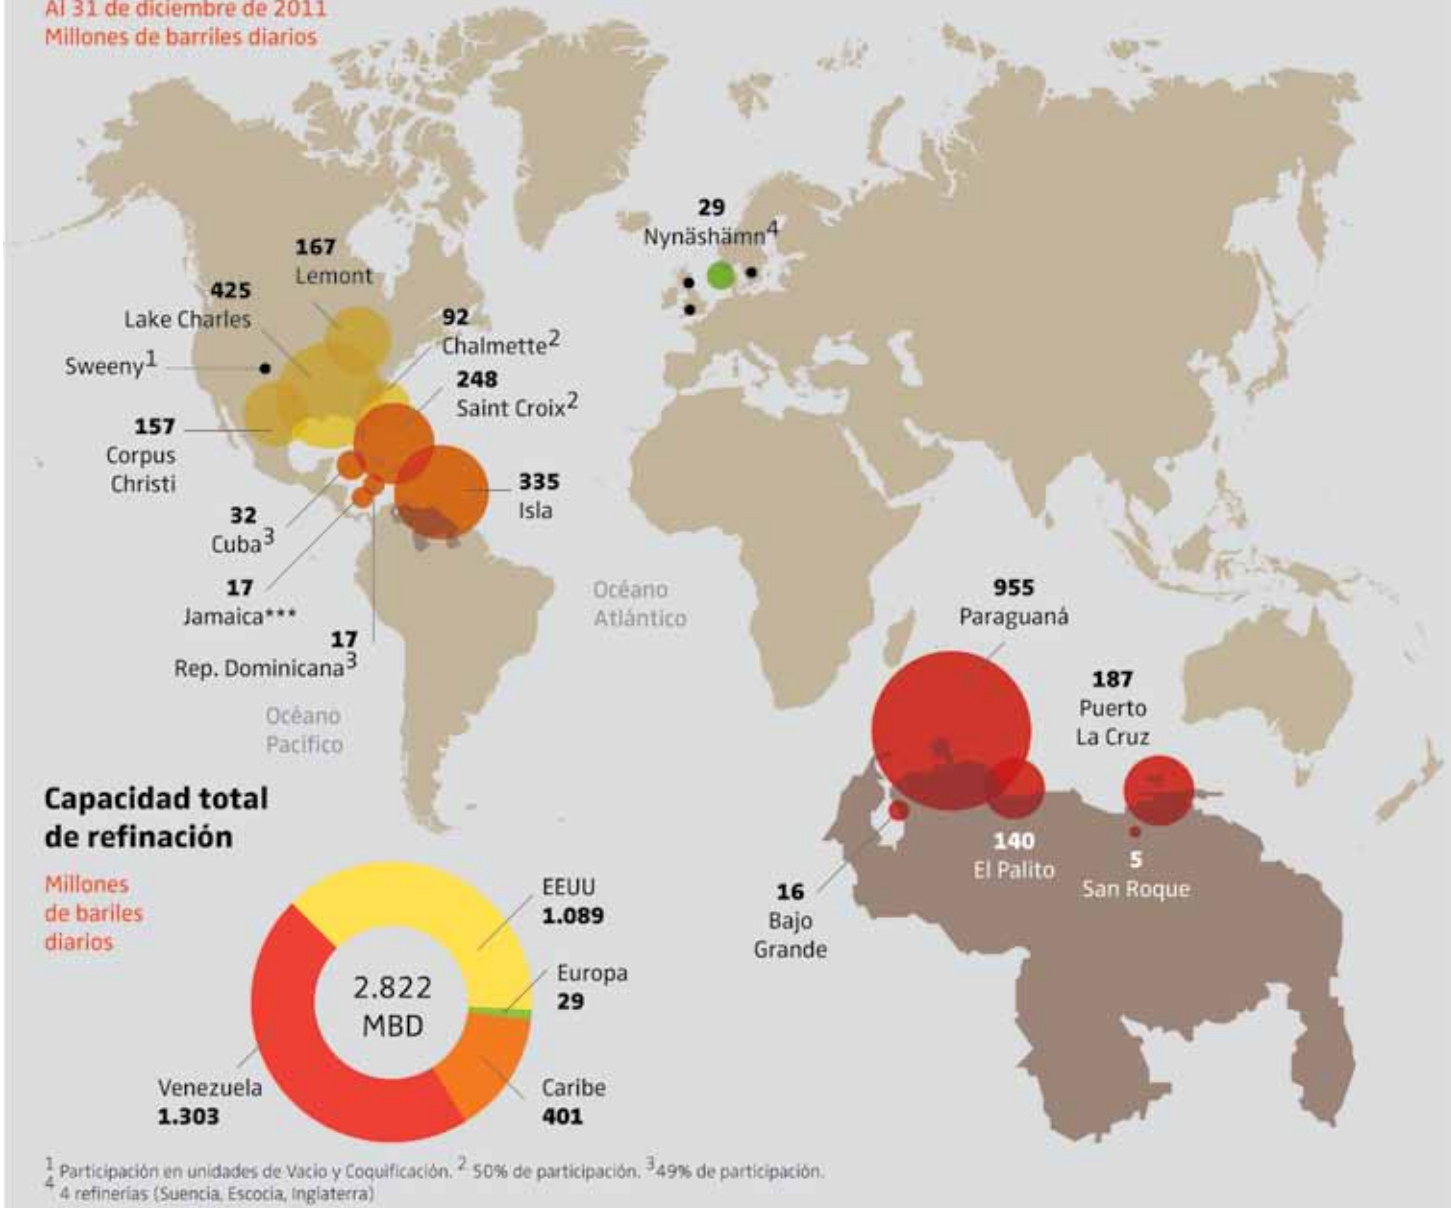 Al 31 de diciembre de 2011
Millones de barriles diarios
29
Nynäshämn4
167
Lemont
425
Lake Charles
92
Chalmette2
Sweeny1
248
Saint Croix2
157
Corpus
Christi
335
Isla
32
Cuba3
17
Jamaica***
17
Rep. Dominicana3
Océano
Atlántico
Océano
Pacífico
955
Paraguaná
187
Puerto
La Cruz
140
El Palito
5
San Roque
16
Bajo
Grande
Capacidad total
de refinación
Millones
de bariles
diarios
EEUU
1.089
Europa
29
2.822
MBD
Venezuela
1.303
Caribe
401
1 Participación en unidades de Vacio y Coquificación. 2 50% de participación. 3 49% de participación.
4 4 refinerías (Suencia, Escocia, Inglaterra)